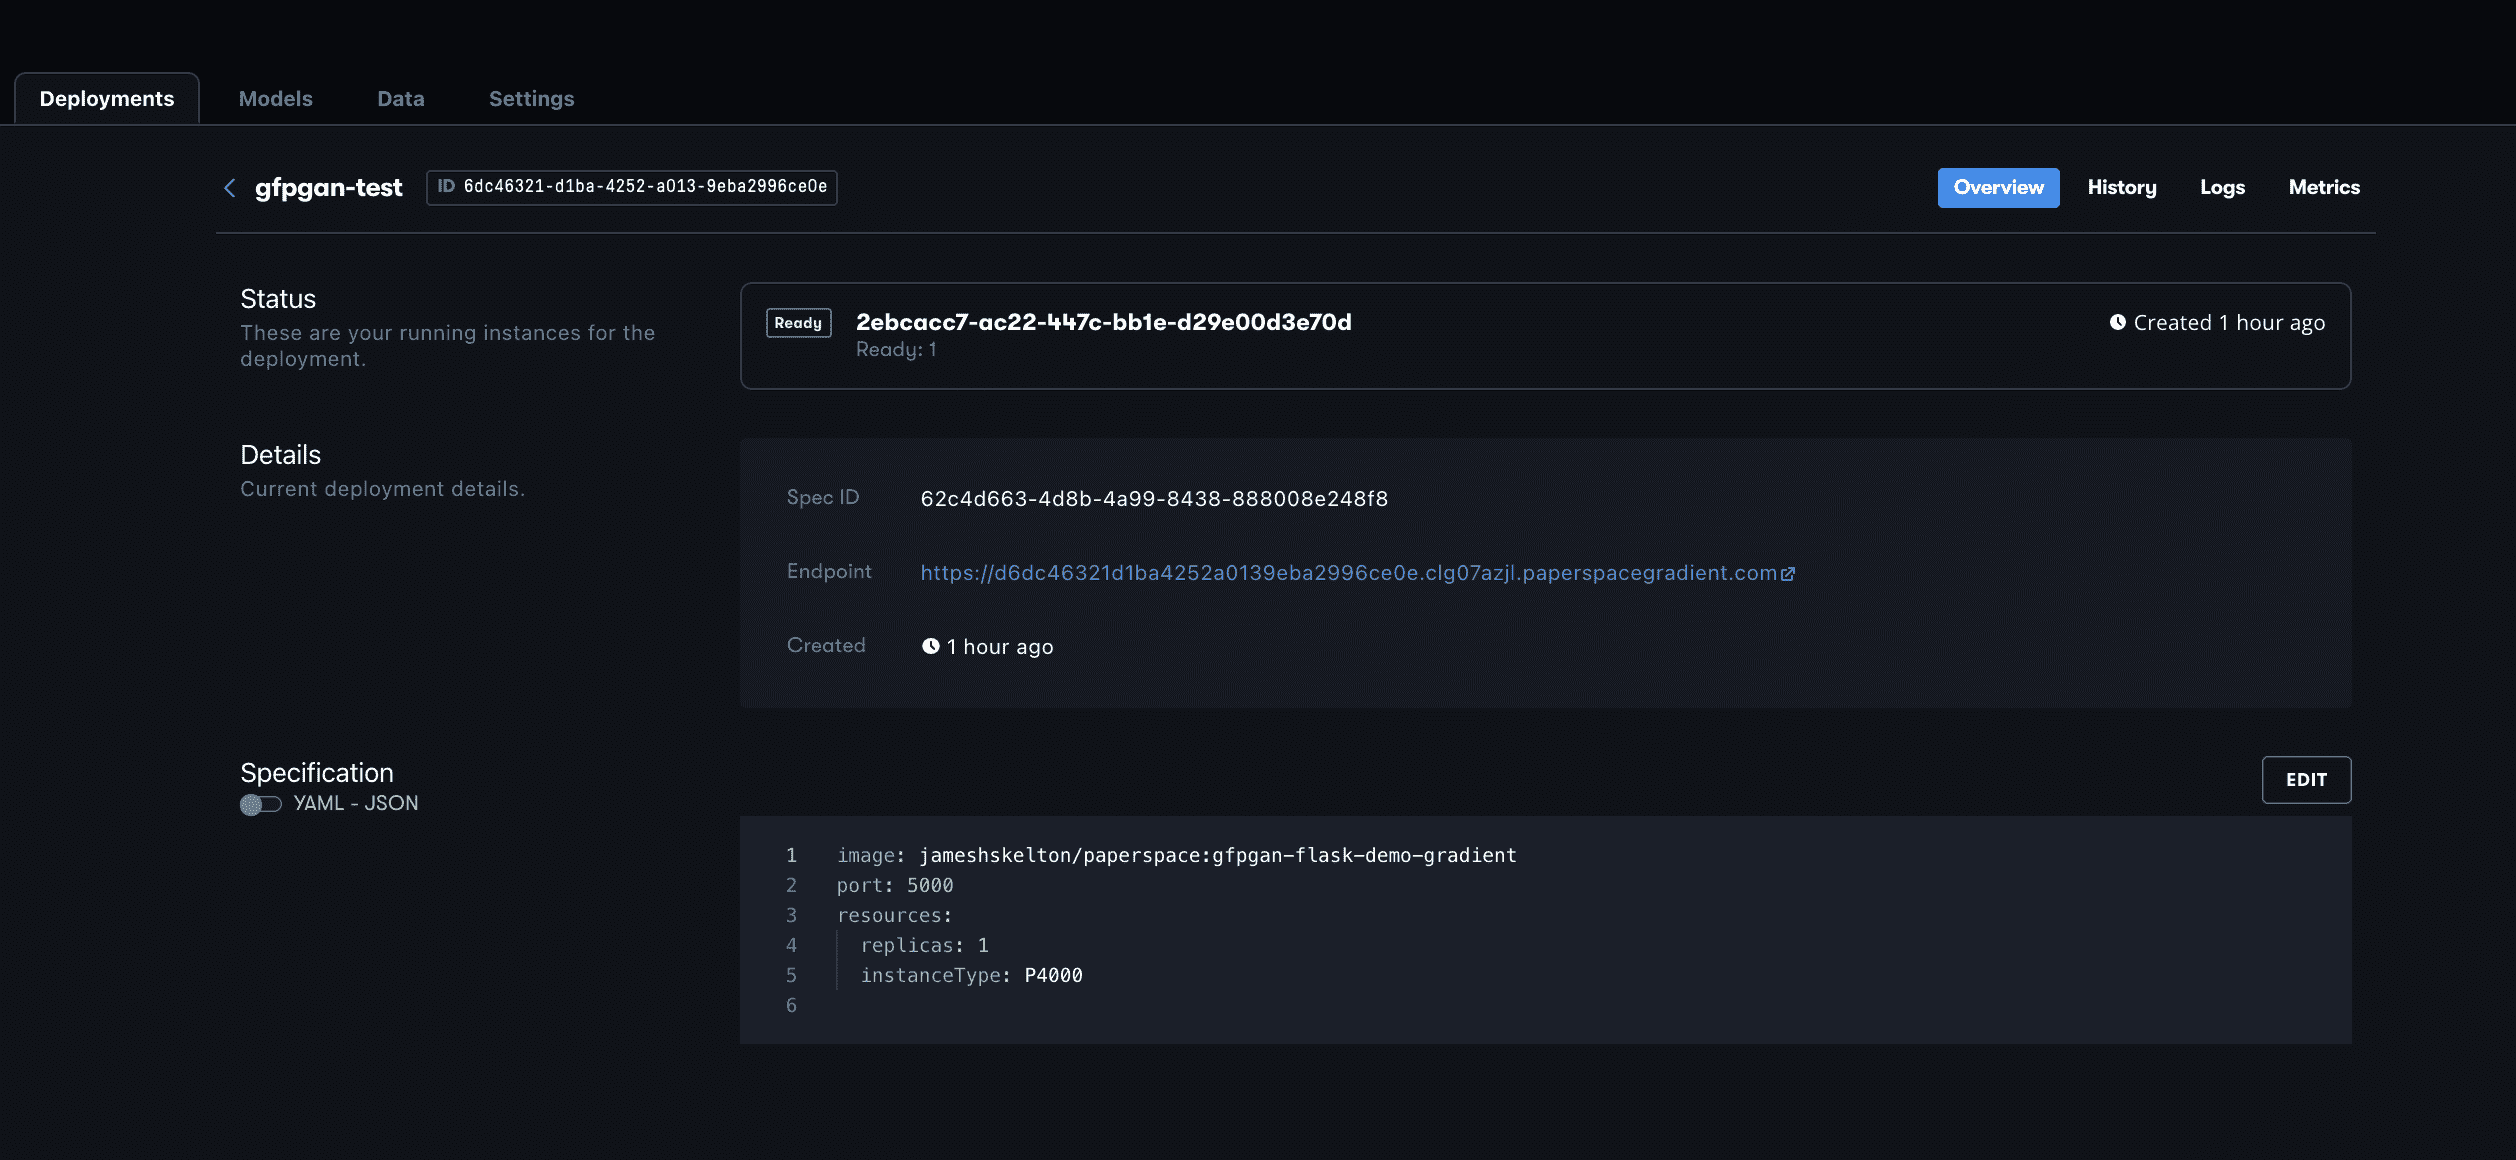 Deployments Models Data Settings
gfpgan-test ID 6dc46321-d1ba-4252-a013-9eba2996ce0e Overview History Logs Metrics
Status
These are your running instances for the
deployment.
Ready 2ebcacc7-ac22-447c-bb1e-d29e00d3e70d Created 1 hour ago
Ready: 1
Details
Current deployment details.
Spec ID 62c4d663-4d8b-4a99-8438-888008e248f8
Endpoint https://d6dc46321d1ba4252a0139eba2996ce0e.clg07azjl.paperspacegradient.com
Created 1 hour ago
Specification
YAML - JSON
EDIT
1 image: jameshskelton/paperspace:gfpgan-flask-demo-gradient
2 port: 5000
3 resources:
4 replicas: 1
5 instanceType: P4000
6